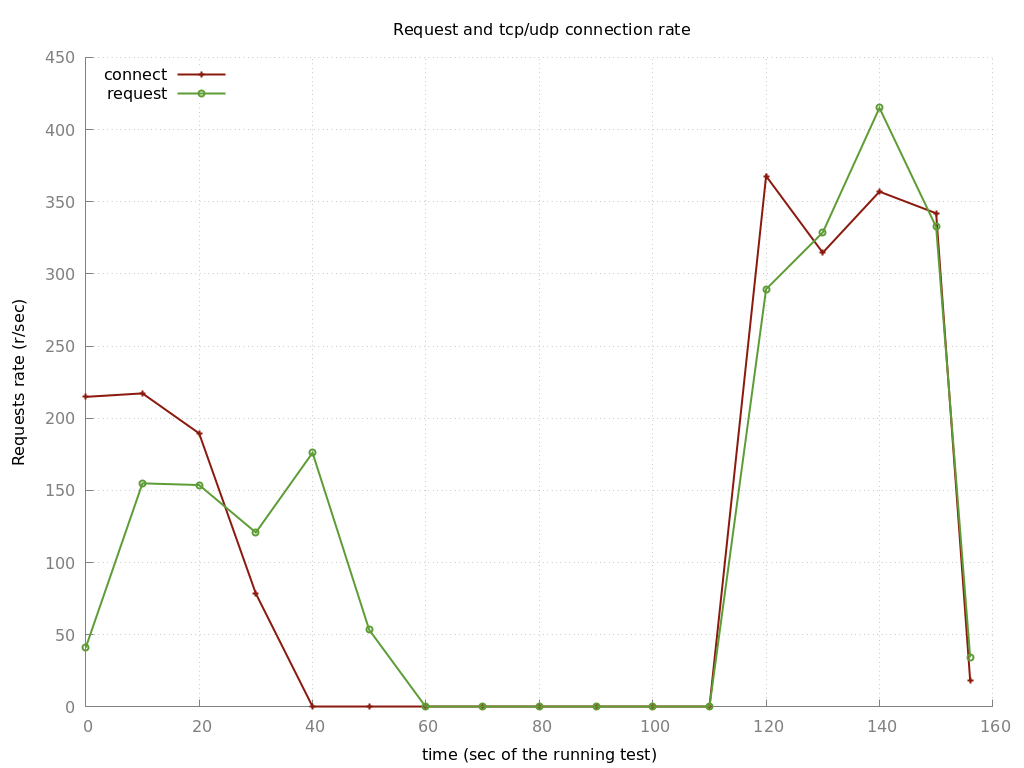 Request and tcp/udp connection rate
450
connect
request
400
350
300
250
200
150
100
50
0
Requests rate (r/sec)
0 20 40 60 80 100 120 140 160
time (sec of the running test)